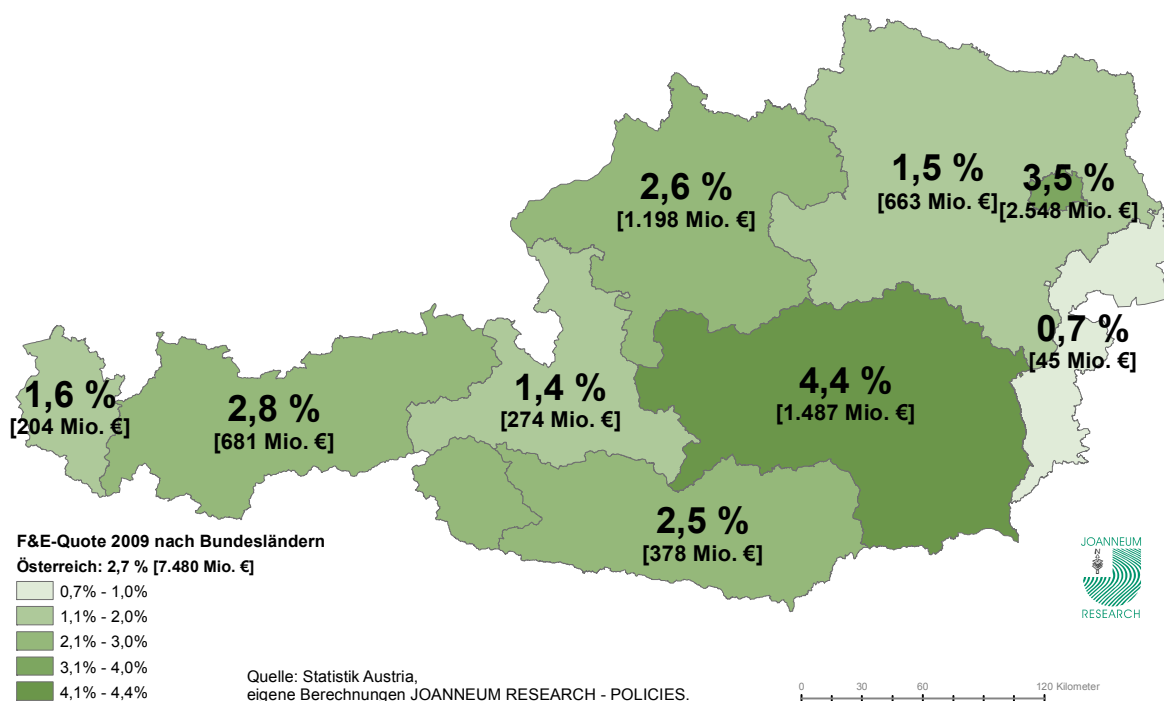 1,5 %
[663 Mio. €]
3,5 %
[2.548 Mio. €]
2,6 %
[1.198 Mio. €]
0,7 %
[45 Mio. €]
1,6 %
[204 Mio. €]
2,8 %
[681 Mio. €]
1,4 %
[274 Mio. €]
4,4 %
[1.487 Mio. €]
2,5 %
[378 Mio. €]
F&E-Quote 2009 nach Bundesländern
Österreich: 2,7 % [7.480 Mio. €]
0,7% - 1,0%
1,1% - 2,0%
2,1% - 3,0%
3,1% - 4,0%
4,1% - 4,4%
Quelle: Statistik Austria,
eigene Berechnungen JOANNEUM RESEARCH - POLICIES.
JOANNEUM
N
RESEARCH
0 30 60 120 Kilometer